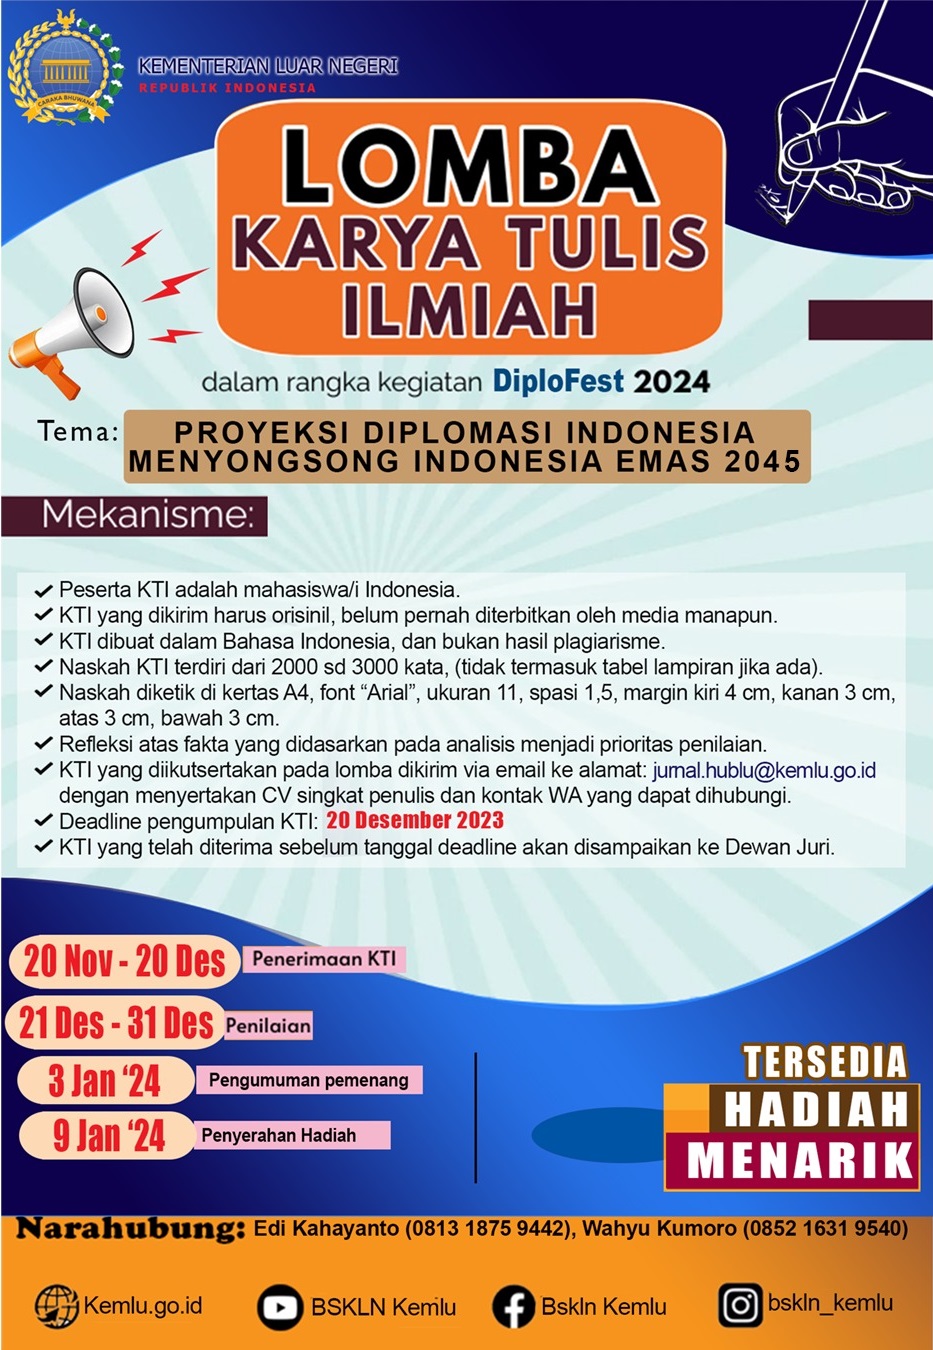 KEMENTERIAN LUAR NEGERI
REPUBLIK INDONESIA
CARAKA BHUWANA
LOMBA
KARYA TULIS
ILMIAH
dalam rangka kegiatan DiploFest 2024
Tema: PROYEKSI DIPLOMASI INDONESIA
MENYONGSONG INDONESIA EMAS 2045
Mekanisme:
Peserta KTI adalah mahasiswa/i Indonesia.
KTI yang dikirim harus orisinil, belum pernah diterbitkan oleh media manapun.
KTI dibuat dalam Bahasa Indonesia, dan bukan hasil plagiarisme.
Naskah KTI terdiri dari 2000 sd 3000 kata, (tidak termasuk tabel lampiran jika ada).
Naskah diketik di kertas A4, font “Arial”, ukuran 11, spasi 1,5, margin kiri 4 cm, kanan 3 cm,
atas 3 cm, bawah 3 cm.
Refleksi atas fakta yang didasarkan pada analisis menjadi prioritas penilaian.
KTI yang diikutsertakan pada lomba dikirim via email ke alamat: jurnal.hublu@kemlu.go.id
dengan menyertakan CV singkat penulis dan kontak WA yang dapat dihubungi.
Deadline pengumpulan KTI: 20 Desember 2023
KTI yang telah diterima sebelum tanggal deadline akan disampaikan ke Dewan Juri.
20 Nov - 20 Des Penerimaan KTI
21 Des - 31 Des Penilaian
3 Jan ‘24 Pengumuman pemenang
9 Jan ‘24 Penyerahan Hadiah
TERSEDIA
HADIAH
MENARIK
Narahubung: Edi Kahayanto (0813 1875 9442), Wahyu Kumoro (0852 1631 9540)
Kemlu.go.id BSKLN Kemlu Bskln Kemlu bskln_kemlu